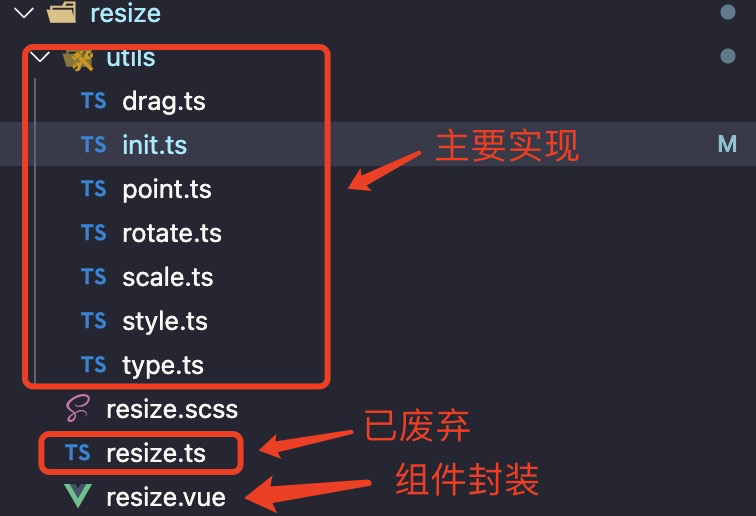 resize
utils
TS drag.ts
TS init.ts M
主要实现
TS point.ts
TS rotate.ts
TS scale.ts
TS style.ts
TS type.ts
resize.scss
已废弃
TS resize.ts
组件封装
resize.vue